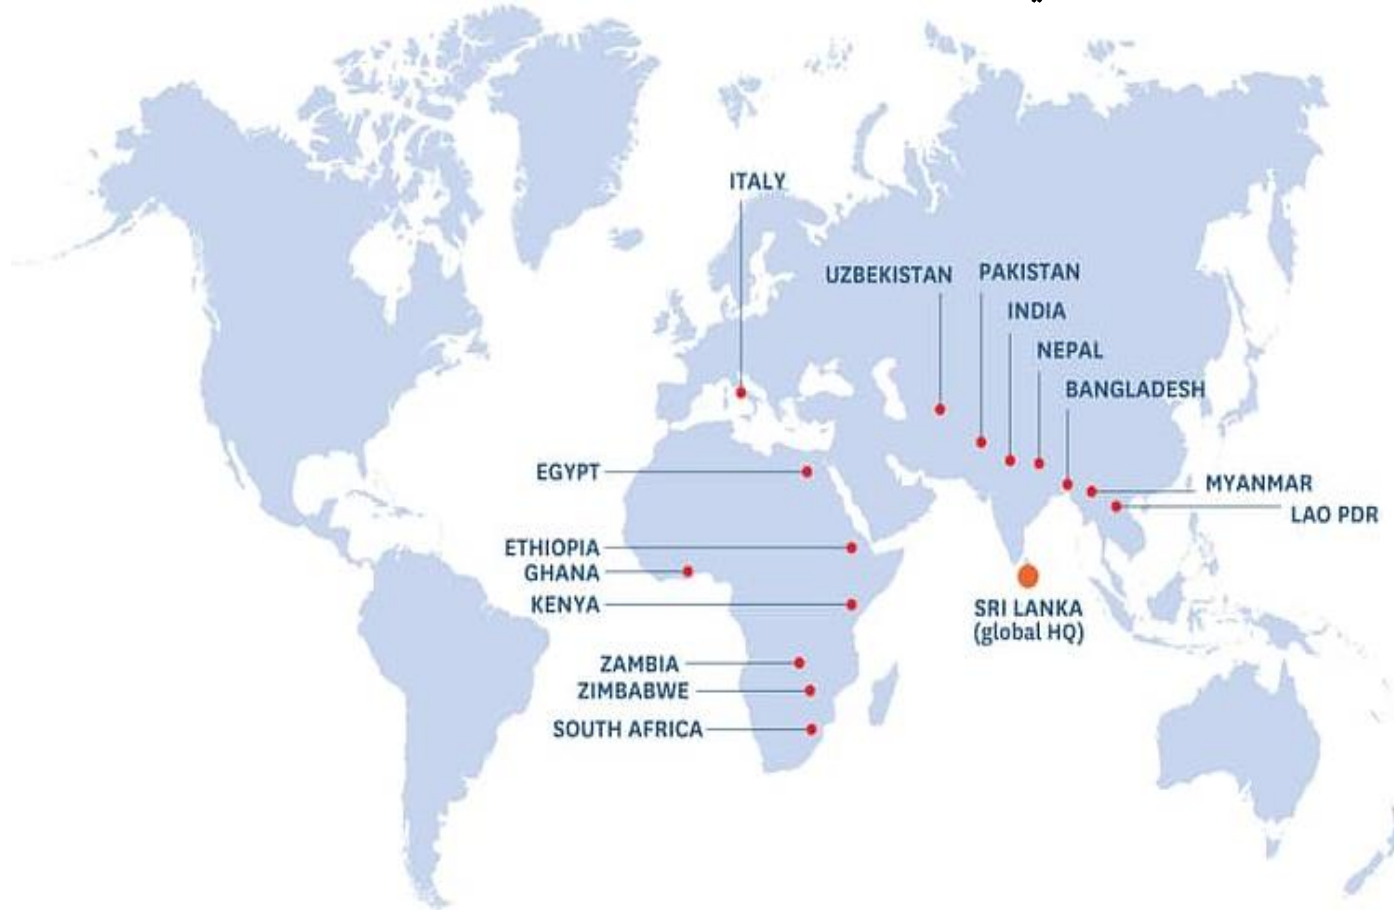 ITALY
UZBEKISTAN
PAKISTAN
INDIA
NEPAL
BANGLADESH
EGYPT
MYANMAR
LAO PDR
ETHIOPIA
GHANA
KENYA
SRI LANKA
(global HQ)
ZAMBIA
ZIMBABWE
SOUTH AFRICA